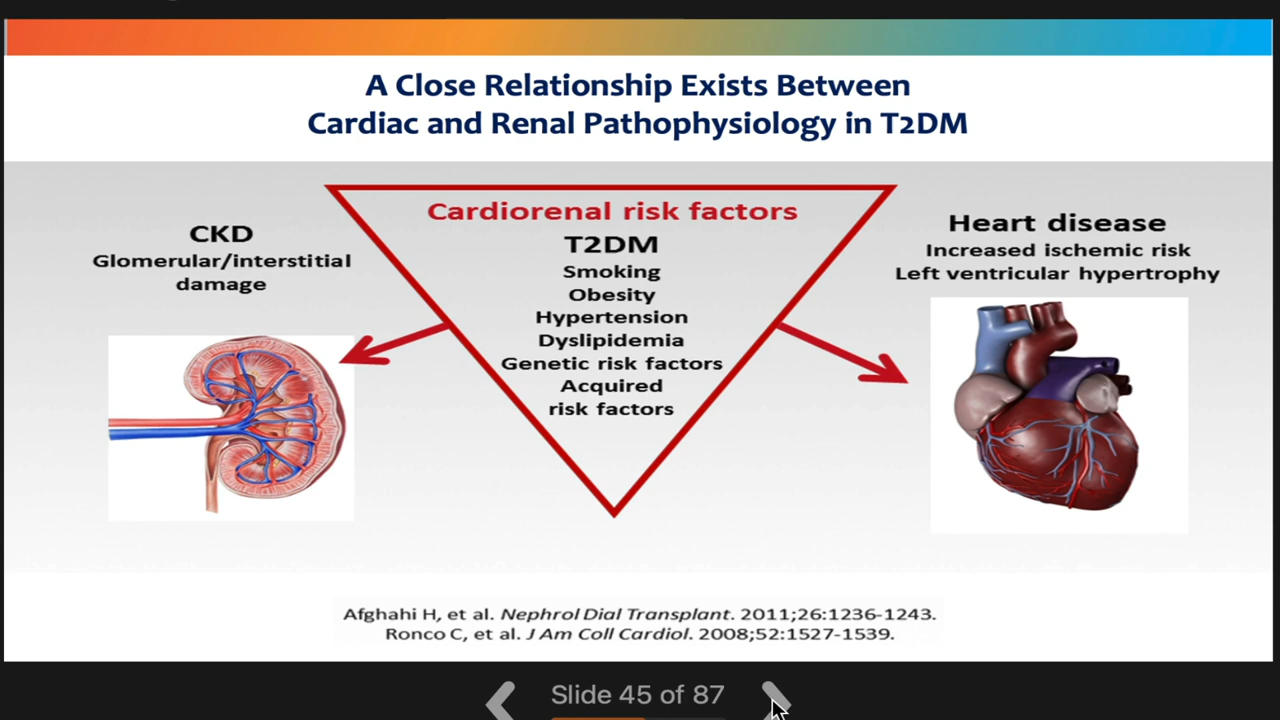 A Close Relationship Exists Between
Cardiac and Renal Pathophysiology in T2DM
Cardiorenal risk factors
T2DM
Smoking
Obesity
Hypertension
Dyslipidemia
Genetic risk factors
Acquired
risk factors
CKD
Glomerular/interstitial
damage
Heart disease
Increased ischemic risk
Left ventricular hypertrophy
Afghahi H, et al. Nephrol Dial Transplant. 2011;26:1236-1243.
Ronco C, et al. J Am Coll Cardiol. 2008;52:1527-1539.
Slide 45 of 87